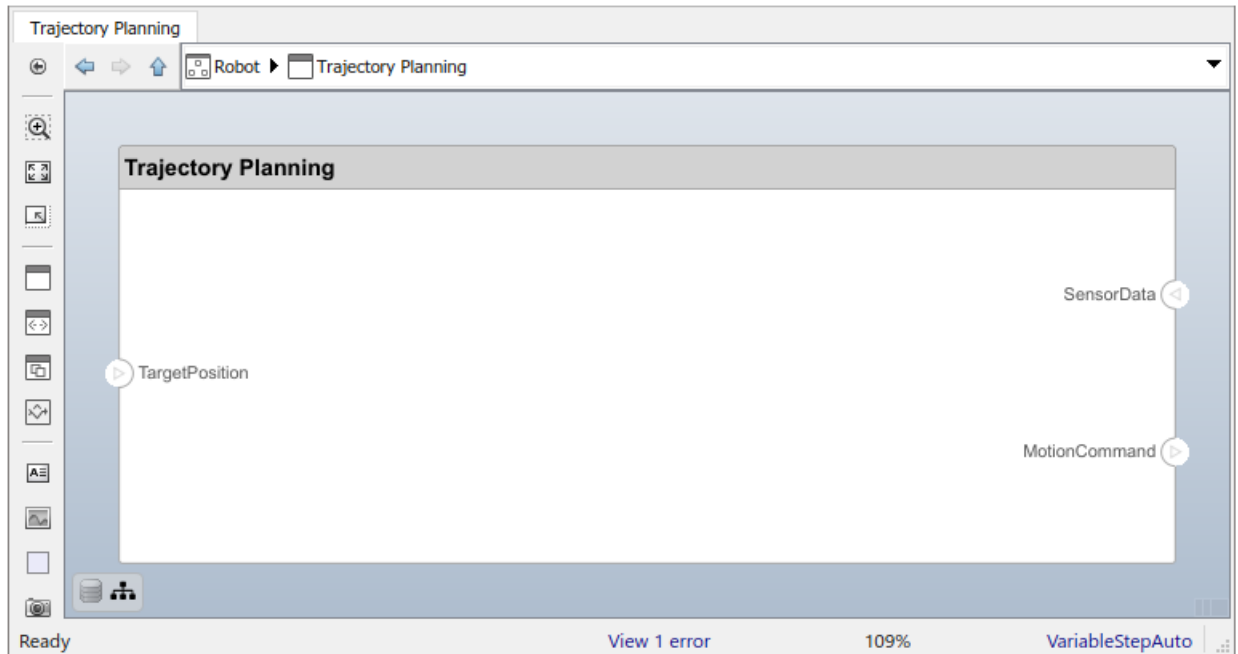 Trajectory Planning
Robot Trajectory Planning
Trajectory Planning
SensorData
TargetPosition
MotionCommand
Ready View 1 error 109% VariableStepAuto